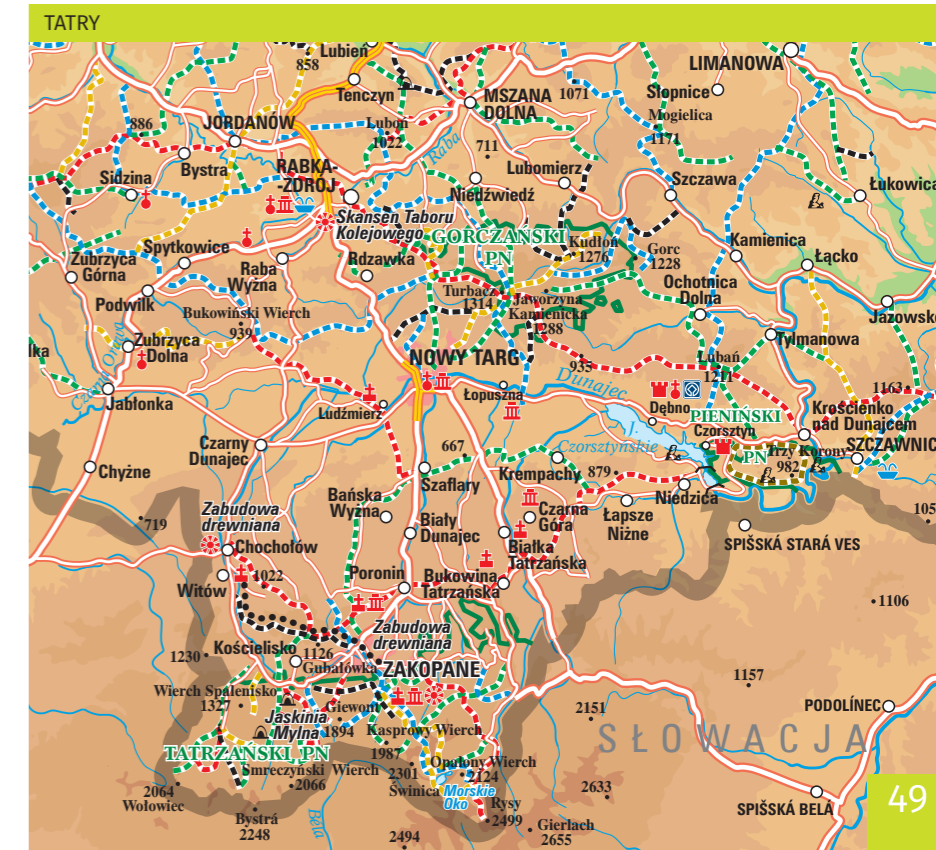 TATRY
Lubień
858
LIMANOWA
Tenczyn
1071
Słopnice
MSZANA
DOLNA
Mogielica
1171
886
JORDANÓW
Luboń
1022
Raba
711
Bystra
Sidzina
RABKA-
-ZDRÓJ
Lubomierz
Szczawa
Łukowica
Niedźwiedź
Skansen Taboru
Kolejowego
GORCZAŃSKI
PN
Kudłoń
1276
Gorc
1228
Kamienica
Łącko
Spytkowice
Zubrzyca
Górna
Raba
Wyżna
Rdzawka
Ochotnica
Dolna
Podwilk
Turbacz
1314
Jaworzyna
Kamienicka
1288
Jazowsko
Bukowiński Wierch
939
Tylmanowa
Zubrzyca
Dolna
lka
Czarna Orawa
NOWY TARG
935
Lubań
1211
Dunajec
1163
Jabłonka
Ludźmierz
Łopuszna
Dębno
PIENIŃSKI
PN
Czorsztyn
Krościenko
nad Dunajcem
Czarny
Dunajec
667
J.
Czorsztyńskie
Trzy Korony
982
SZCZAWNIC
Chyżne
Szaflary
Krempachy
879
Niedzica
Bańska
Wyżna
Łapsze
Niżne
105
Zabudowa
drewniana
719
Biały
Dunajec
Czarna
Góra
SPIŠSKÁ STARÁ VES
Chochołów
Białka
Tatrzańska
Witów
1022
Poronin
Bukowina
Tatrzańska
1106
Zabudowa
drewniana
1230
Kościelisko
1126
Gubałówka
ZAKOPANE
1157
Wierch Spalenisko
1327
Giewont
1894
2151
PODOLÍNEC
Jaskinia
Mylna
Kasprowy Wierch
1987
SŁOWACJA
TATRZAŃSKI PN
Smreczyński Wierch
2066
2301
Świnica
Opalony Wierch
2124
2064
Wołowiec
Morskie
Oko
2633
49
Bystrá
2248
Bela
Rysy
2499
SPIŠSKÁ BELÁ
2494
Gierlach
2655